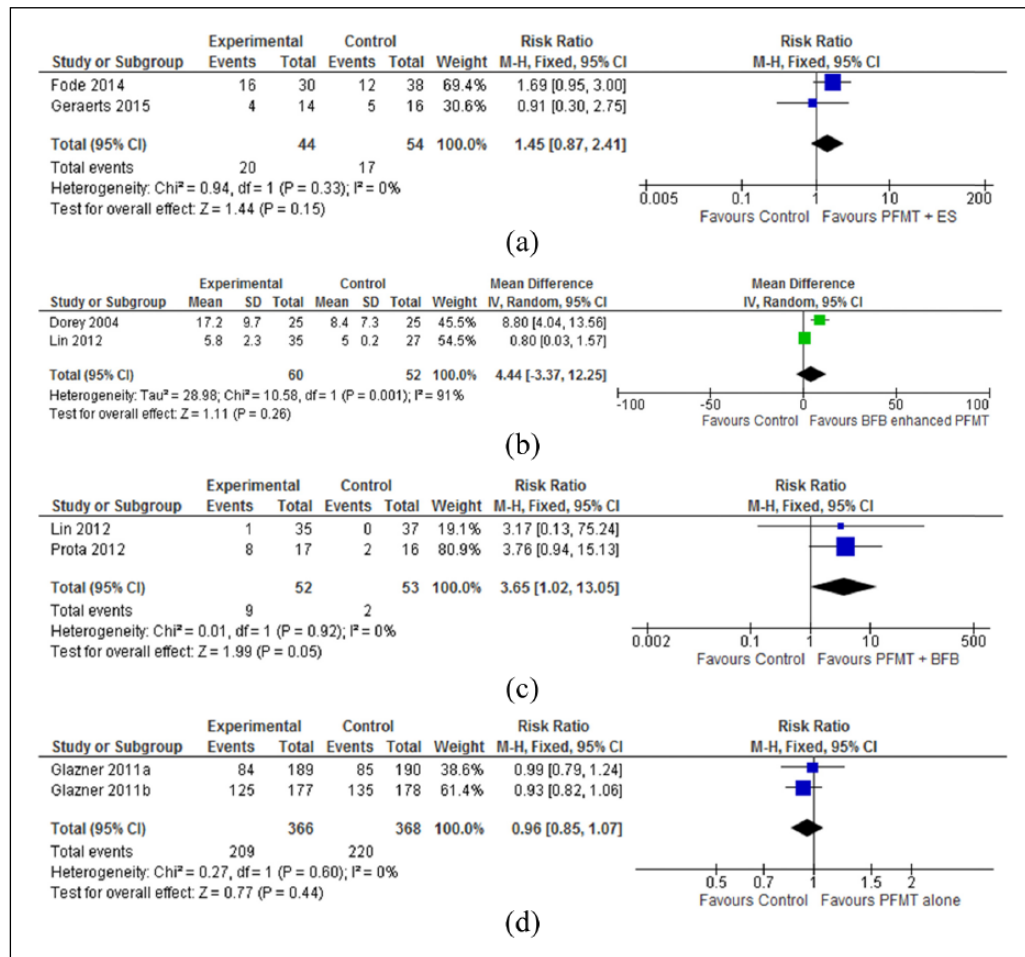 Experimental Control Risk Ratio Risk Ratio
Study or Subgroup Events Total Events Total Weight M-H, Fixed, 95% CI M-H, Fixed, 95% CI
Fode 2014 16 30 12 38 69.4% 1.69 [0.95, 3.00]
Geraerts 2015 4 14 5 16 30.6% 0.91 [0.30, 2.75]
Total (95% CI) 44 54 100.0% 1.45 [0.87, 2.41]
Total events 20 17
Heterogeneity: Chi² = 0.94, df = 1 (P = 0.33); I² = 0%
Test for overall effect: Z = 1.44 (P = 0.15)
0.005 0.1 1 10 200
Favours Control Favours PFMT + ES
(a)
Experimental Control Mean Difference Mean Difference
Study or Subgroup Mean SD Total Mean SD Total Weight IV, Random, 95% CI IV, Random, 95% CI
Dorey 2004 17.2 9.7 25 8.4 7.3 25 45.5% 8.80 [4.04, 13.56]
Lin 2012 5.8 2.3 35 5 0.2 27 54.5% 0.80 [0.03, 1.57]
Total (95% CI) 60 52 100.0% 4.44 [-3.37, 12.25]
Heterogeneity: Tau² = 28.98; Chi² = 10.58, df = 1 (P = 0.001); I² = 91%
Test for overall effect: Z = 1.11 (P = 0.26)
-100 -50 0 50 100
Favours Control Favours BFB enhanced PFMT
(b)
Experimental Control Risk Ratio Risk Ratio
Study or Subgroup Events Total Events Total Weight M-H, Fixed, 95% CI M-H, Fixed, 95% CI
Lin 2012 1 35 0 37 19.1% 3.17 [0.13, 75.24]
Prota 2012 8 17 2 16 80.9% 3.76 [0.94, 15.13]
Total (95% CI) 52 53 100.0% 3.65 [1.02, 13.05]
Total events 9 2
Heterogeneity: Chi² = 0.01, df = 1 (P = 0.92); I² = 0%
Test for overall effect: Z = 1.99 (P = 0.05)
0.002 0.1 1 10 500
Favours Control Favours PFMT + BFB
(c)
Experimental Control Risk Ratio Risk Ratio
Study or Subgroup Events Total Events Total Weight M-H, Fixed, 95% CI M-H, Fixed, 95% CI
Glazner 2011a 84 189 85 190 38.6% 0.99 [0.79, 1.24]
Glazner 2011b 125 177 135 178 61.4% 0.93 [0.82, 1.06]
Total (95% CI) 366 368 100.0% 0.96 [0.85, 1.07]
Total events 209 220
Heterogeneity: Chi² = 0.27, df = 1 (P = 0.60); I² = 0%
Test for overall effect: Z = 0.77 (P = 0.44)
0.5 0.7 1 1.5 2
Favours Control Favours PFMT alone
(d)